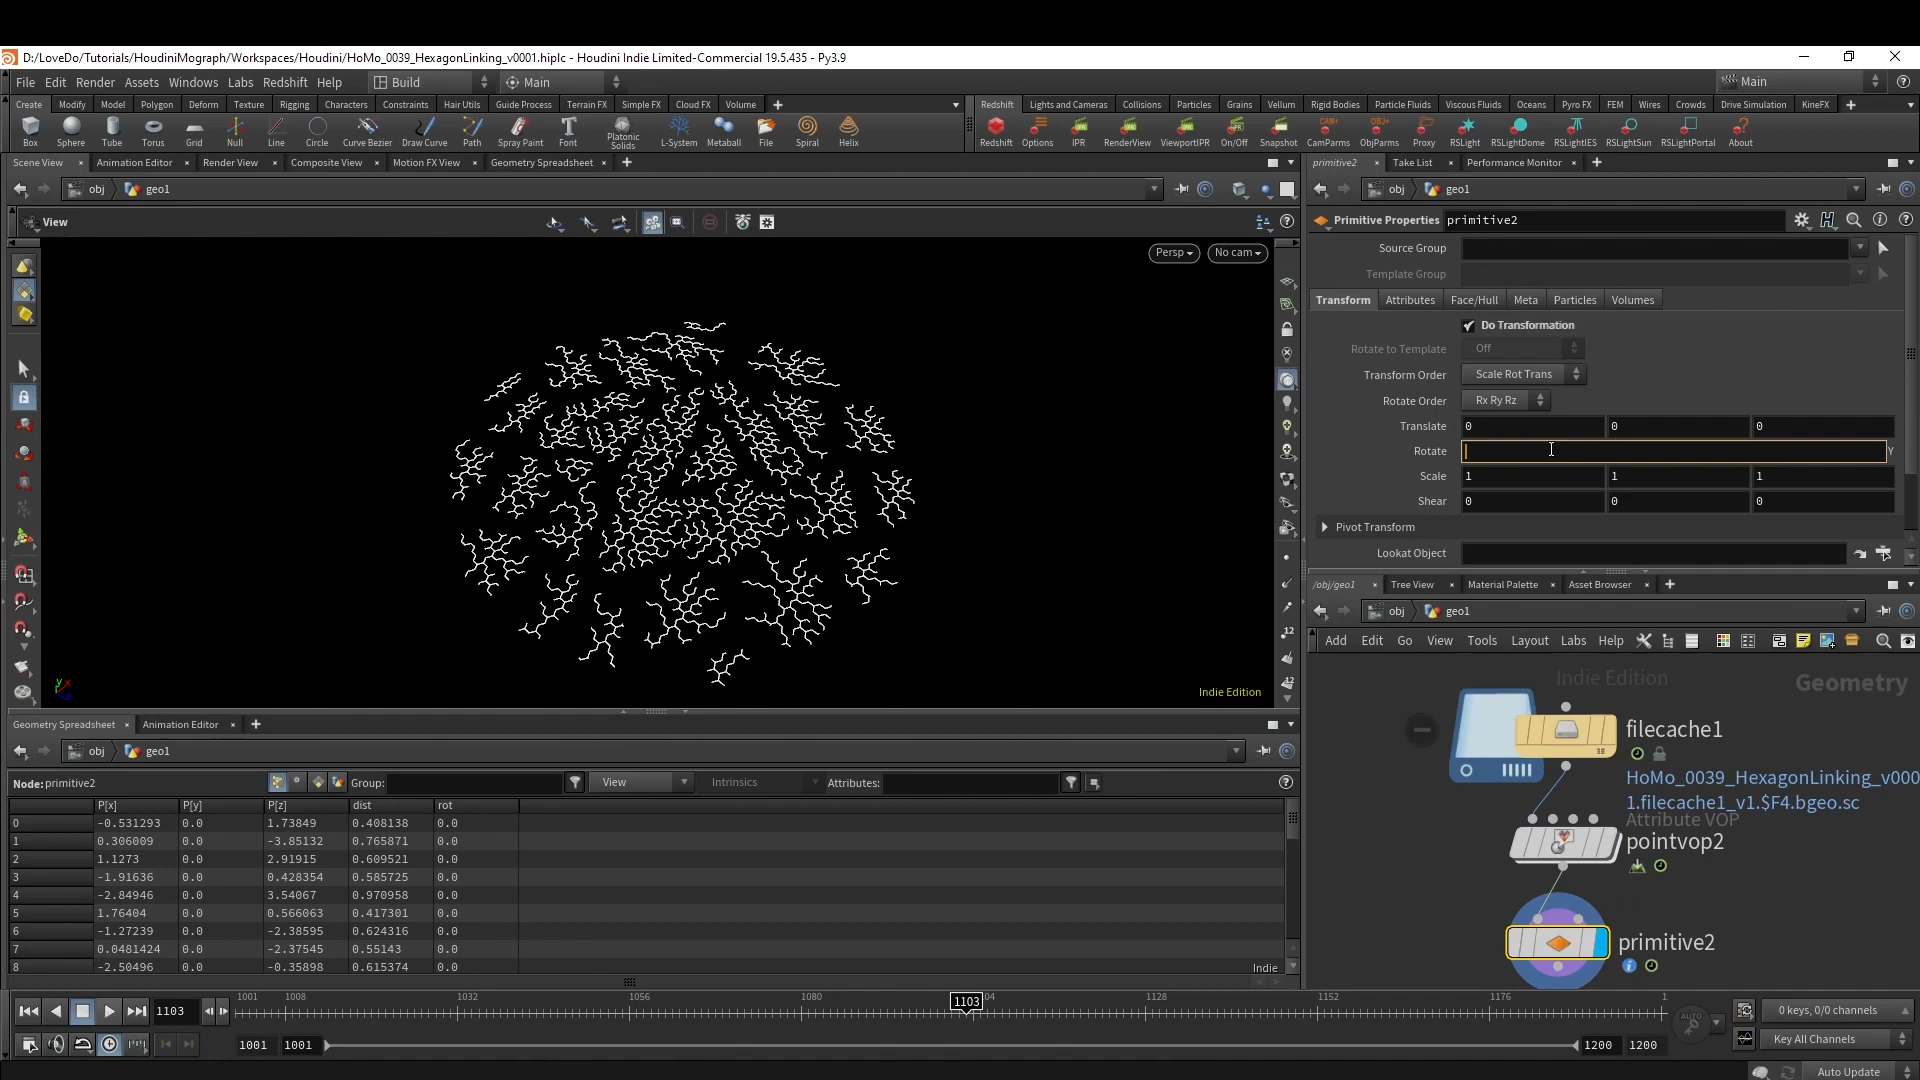 D:/LoveDo/Tutorials/HoudiniMograph/Workspaces/Houdini/HoMo_0039_HexagonLinking_v0001.hiplc - Houdini Indie Limited-Commercial 19.5.435 - Py3.9
File Edit Render Assets Windows Labs Redshift Help Build Main Main
Create Modify Model Polygon Deform Texture Rigging Characters Constraints Hair Utils Guide Process Terrain FX Simple FX Cloud FX Volume
Redshift Lights and Cameras Collisions Particles Grains Vellum Rigid Bodies Particle Fluids Viscous Fluids Oceans Pyro FX FEM Wires Crowds Drive Simulation KineFX
Box Sphere Tube Torus Grid Null Line Circle Curve Bezier Draw Curve Path Spray Paint Font Platonic Solids L-System Metaball File Spiral Helix
Redshift Options IPR RenderView ViewportIPR On/Off Snapshot CamParms ObjParms Proxy RSLight RSLightDome RSLightIES RSLightSun RSLightPortal About
Scene View Animation Editor Render View Composite View Motion FX View Geometry Spreadsheet
primitive2 Take List Performance Monitor
obj geo1
obj geo1
View
Persp No cam
Primitive Properties primitive2
Source Group
Template Group
Transform Attributes Face/Hull Meta Particles Volumes
Do Transformation
Rotate to Template Off
Transform Order Scale Rot Trans
Rotate Order Rx Ry Rz
Translate 0 0 0
Rotate Y
Scale 1 1 1
Shear 0 0 0
Pivot Transform
Lookat Object
Indie Edition
/obj/geo1 Tree View Material Palette Asset Browser
obj geo1
Add Edit Go View Tools Layout Labs Help
Indie Edition Geometry
filecache1
HoMo_0039_HexagonLinking_v000
1.filecache1_v1.$F4.bgeo.sc
Attribute VOP
pointvop2
primitive2
Geometry Spreadsheet Animation Editor
obj geo1
Node: primitive2 Group: View Intrinsics Attributes:
P[x] P[y] P[z] dist rot
0 -0.531293 0.0 1.73849 0.408138 0.0
1 0.306009 0.0 -3.85132 0.765871 0.0
2 1.1273 0.0 2.91915 0.609521 0.0
3 -1.91636 0.0 0.428354 0.585725 0.0
4 -2.84946 0.0 3.54067 0.970958 0.0
5 1.76404 0.0 0.566063 0.417301 0.0
6 -1.27239 0.0 -2.38595 0.624316 0.0
7 0.0481424 0.0 -2.37545 0.55143 0.0
8 -2.50496 0.0 -0.35898 0.615374 0.0
Indie
1103 1001 1008 1032 1056 1080 1103 04 1128 1152 1176 1
AUTO 0 keys, 0/0 channels
1001 1001 1200 1200 Key All Channels
Auto Update